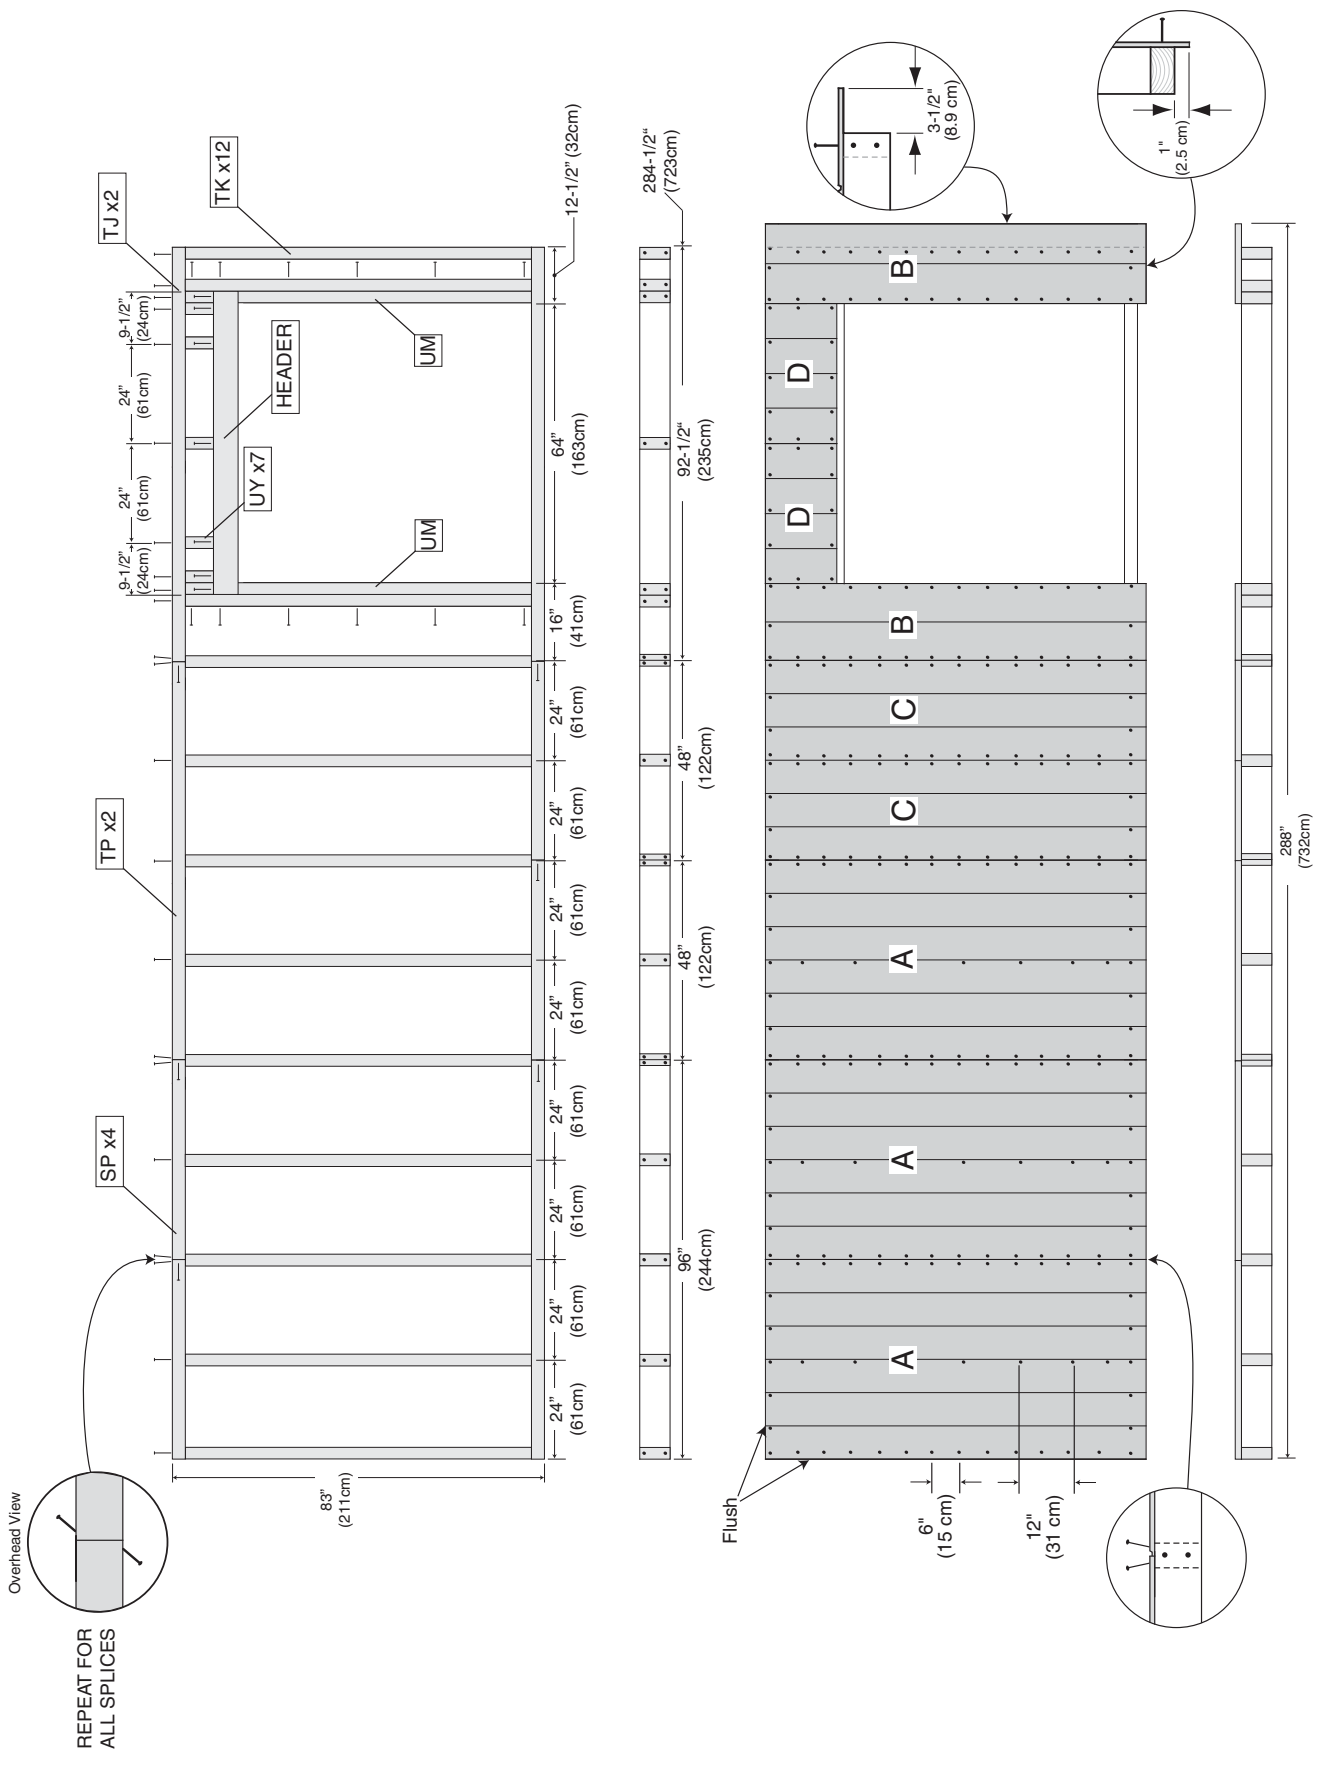 Overhead View
REPEAT FOR
ALL SPLICES
SP x4
TP x2
TJ x2
TK x12
9-1/2”
(24cm)
24”
(61cm)
24”
(61cm)
9-1/2”
(24cm)
UY x7
HEADER
UM
UM
83”
(211cm)
24”
(61cm)
24”
(61cm)
24”
(61cm)
24”
(61cm)
24”
(61cm)
24”
(61cm)
24”
(61cm)
24”
(61cm)
16”
(41cm)
64”
(163cm)
12-1/2” (32cm)
96”
(244cm)
48”
(122cm)
48”
(122cm)
92-1/2“
(235cm)
284-1/2“
(723cm)
Flush
D
D
A
A
A
C
C
B
B
3-1/2"
(8.9 cm)
6"
(15 cm)
12"
(31 cm)
1"
(2.5 cm)
288”
(732cm)